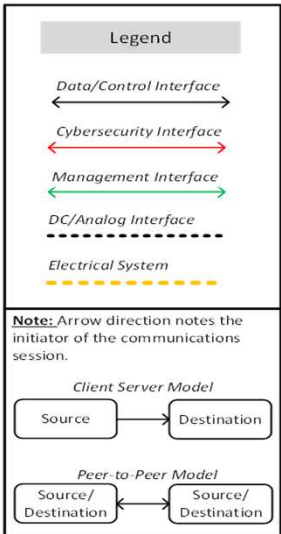 Legend
Data/Control Interface
Cybersecurity Interface
Management Interface
DC/Analog Interface
Electrical System
Note: Arrow direction notes the
initiator of the communications
session.
Client Server Model
Source
Destination
Peer-to-Peer Model
Source/
Destination
Source/
Destination